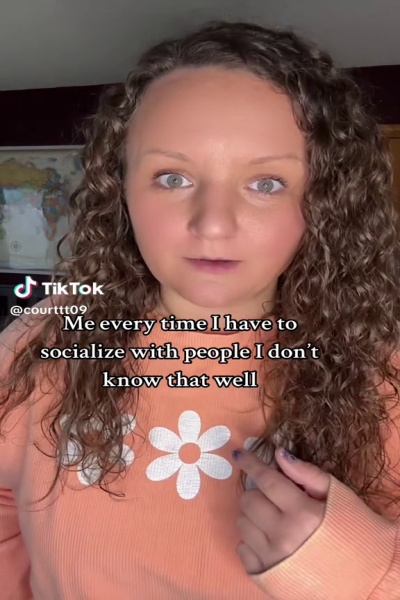 TikTok
@courttt09
Me every time I have to
socialize with people I don't
know that well